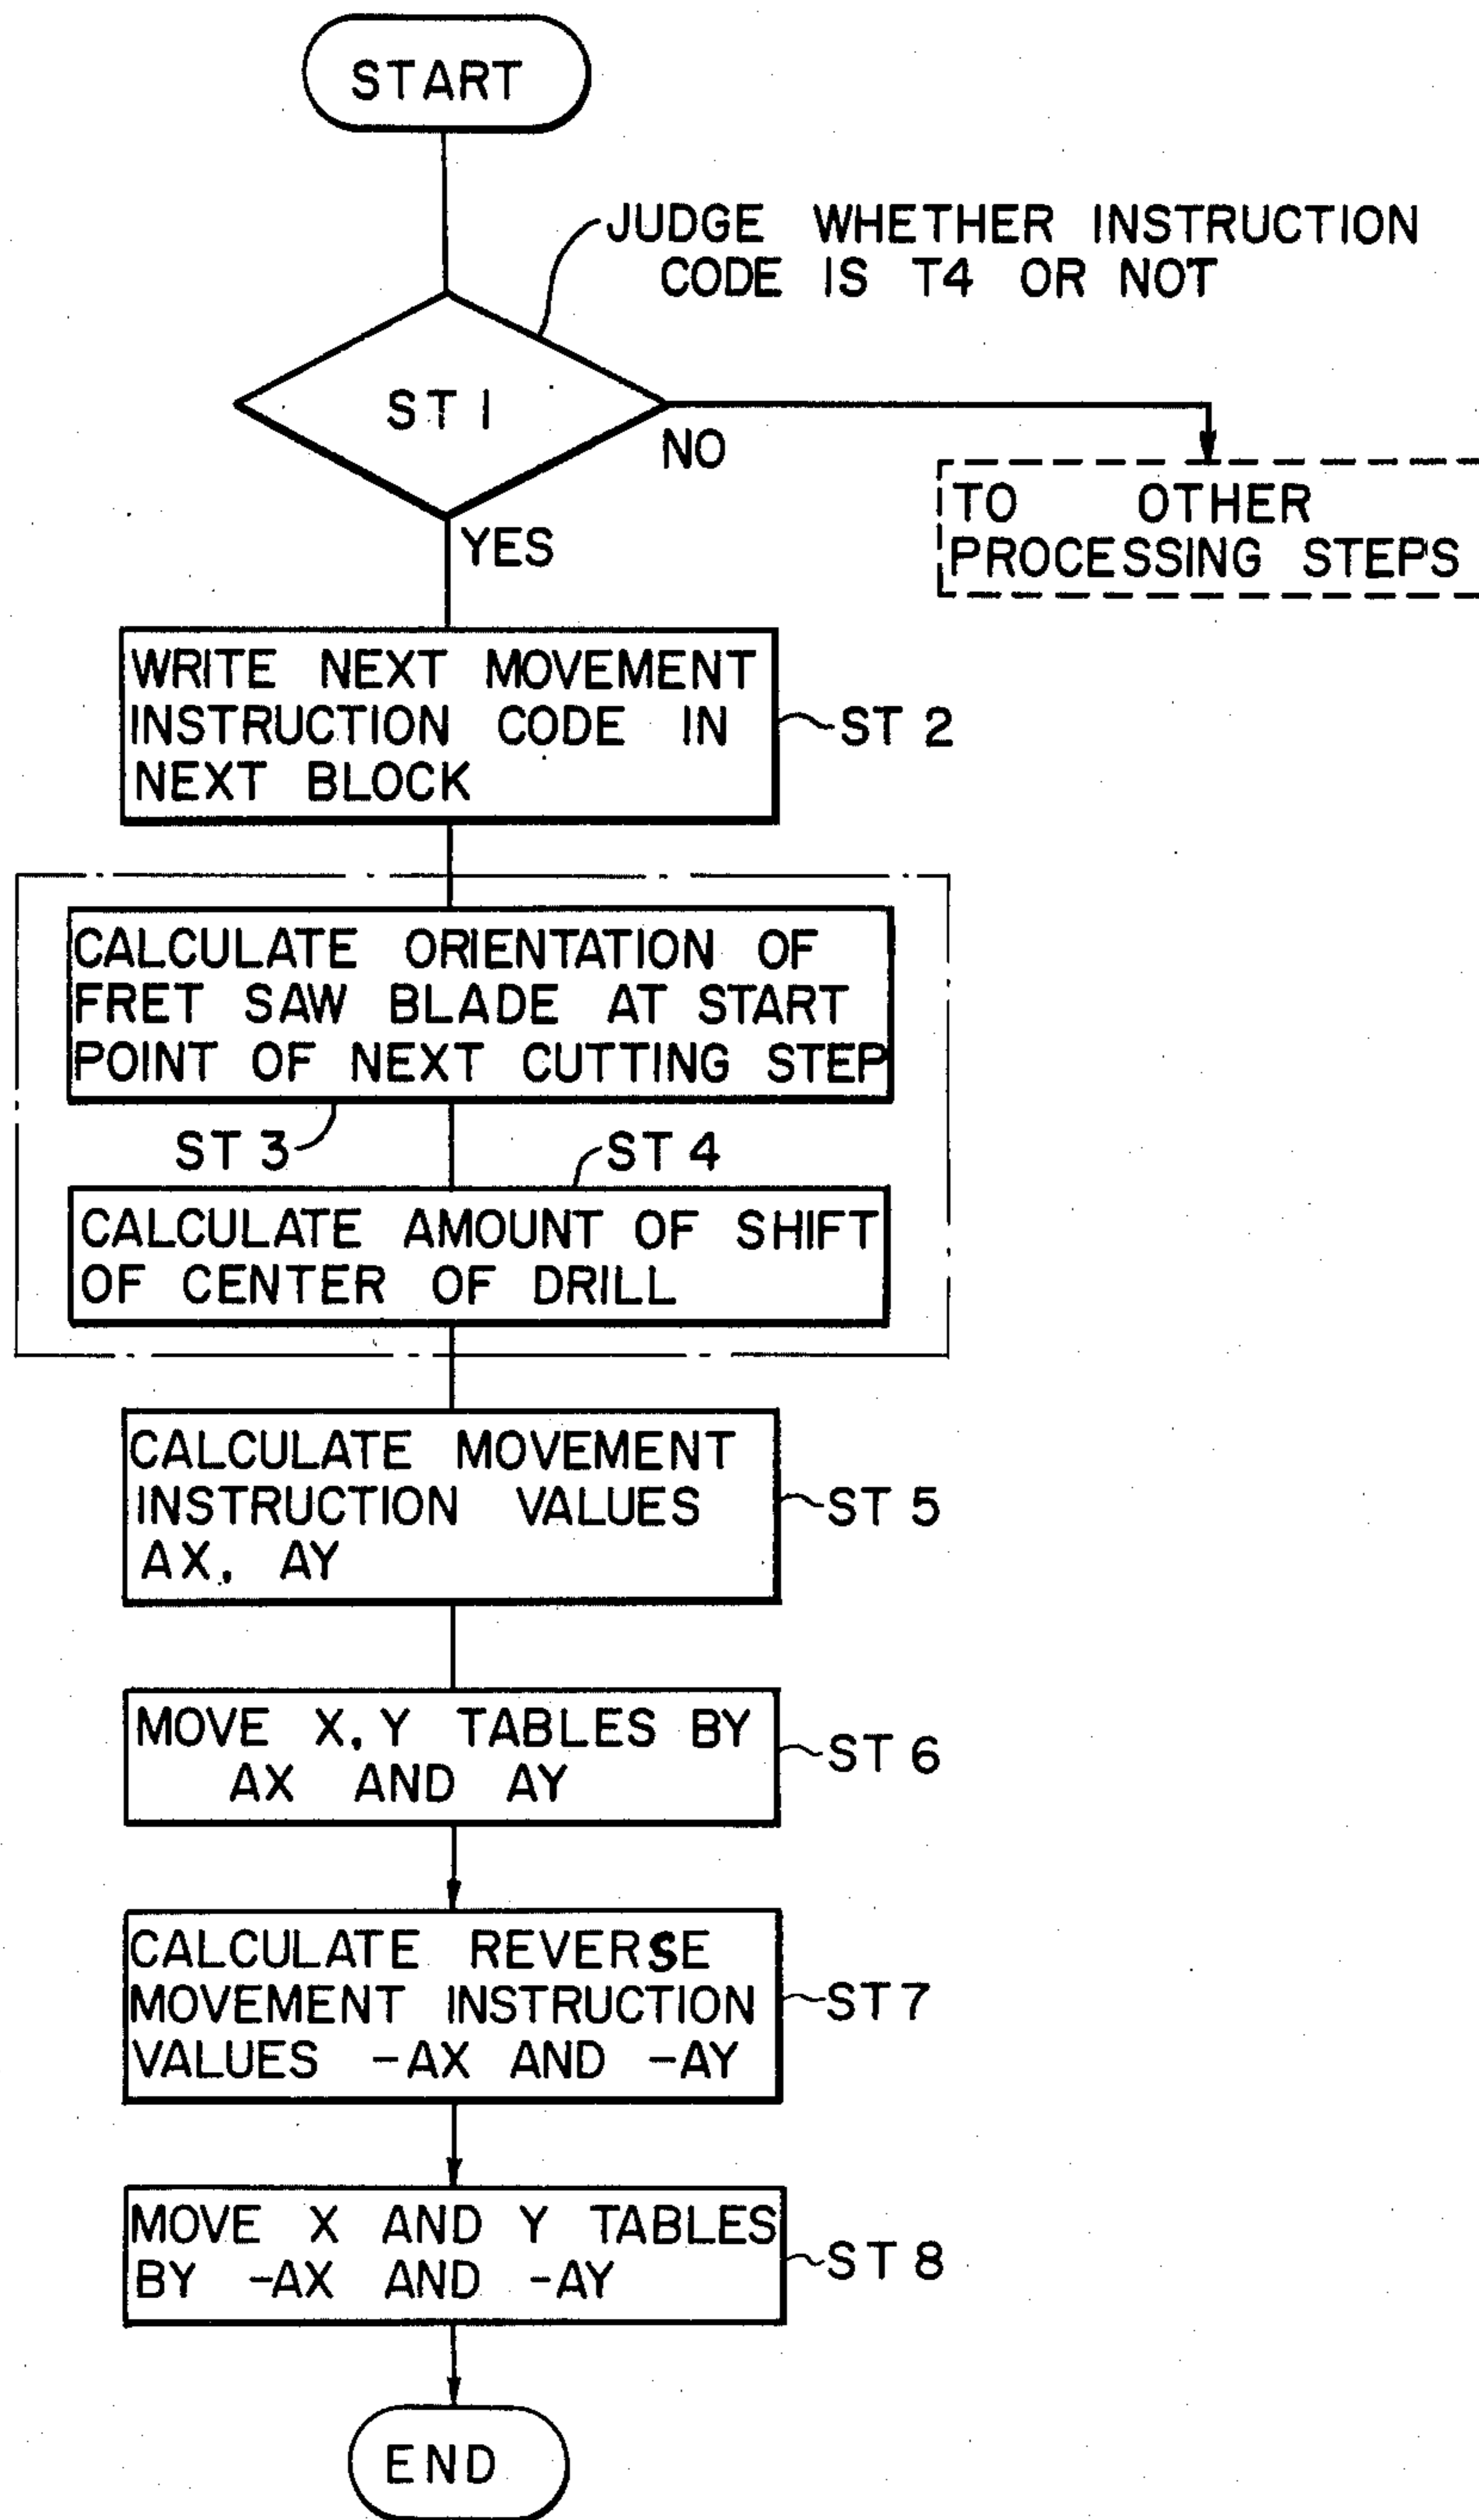 START
JUDGE WHETHER INSTRUCTION
CODE IS T4 OR NOT
ST1
NO
TO OTHER
PROCESSING STEPS
YES
WRITE NEXT MOVEMENT
INSTRUCTION CODE IN
NEXT BLOCK
ST 2
CALCULATE ORIENTATION OF
FRET SAW BLADE AT START
POINT OF NEXT CUTTING STEP
ST 3
ST 4
CALCULATE AMOUNT OF SHIFT
OF CENTER OF DRILL
CALCULATE MOVEMENT
INSTRUCTION VALUES
AX, AY
ST 5
MOVE X, Y TABLES BY
AX AND AY
ST 6
CALCULATE REVERSE
MOVEMENT INSTRUCTION
VALUES -AX AND -AY
ST 7
MOVE X AND Y TABLES
BY -AX AND -AY
ST 8
END